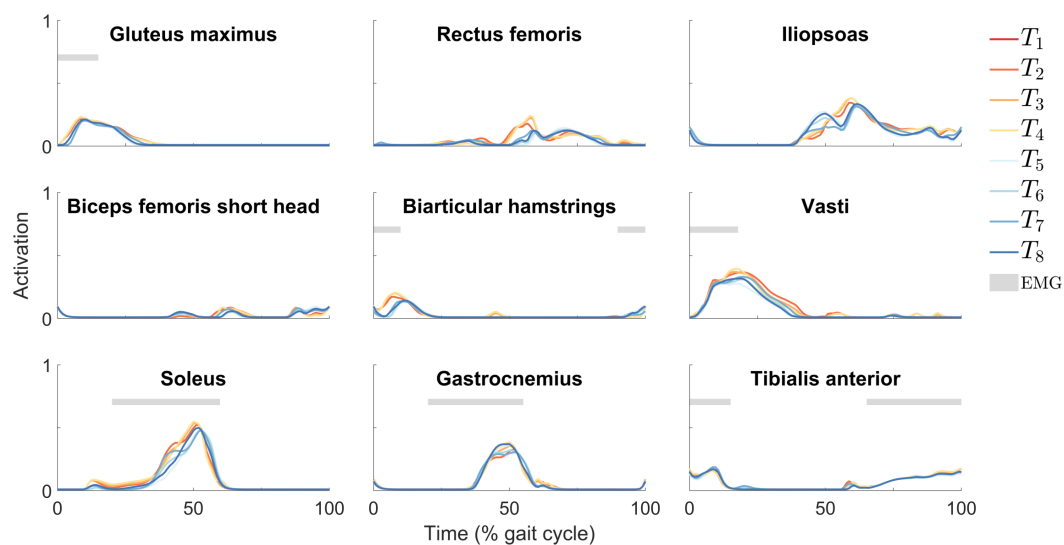 1
Gluteus maximus
Rectus femoris
Iliopsoas
0
1
Biceps femoris short head
Biarticular hamstrings
Vasti
Activation
0
1
Soleus
Gastrocnemius
Tibialis anterior
0
0 50 100 0 50 100 0 50 100
Time (% gait cycle)
T1
T2
T3
T4
T5
T6
T7
T8
EMG